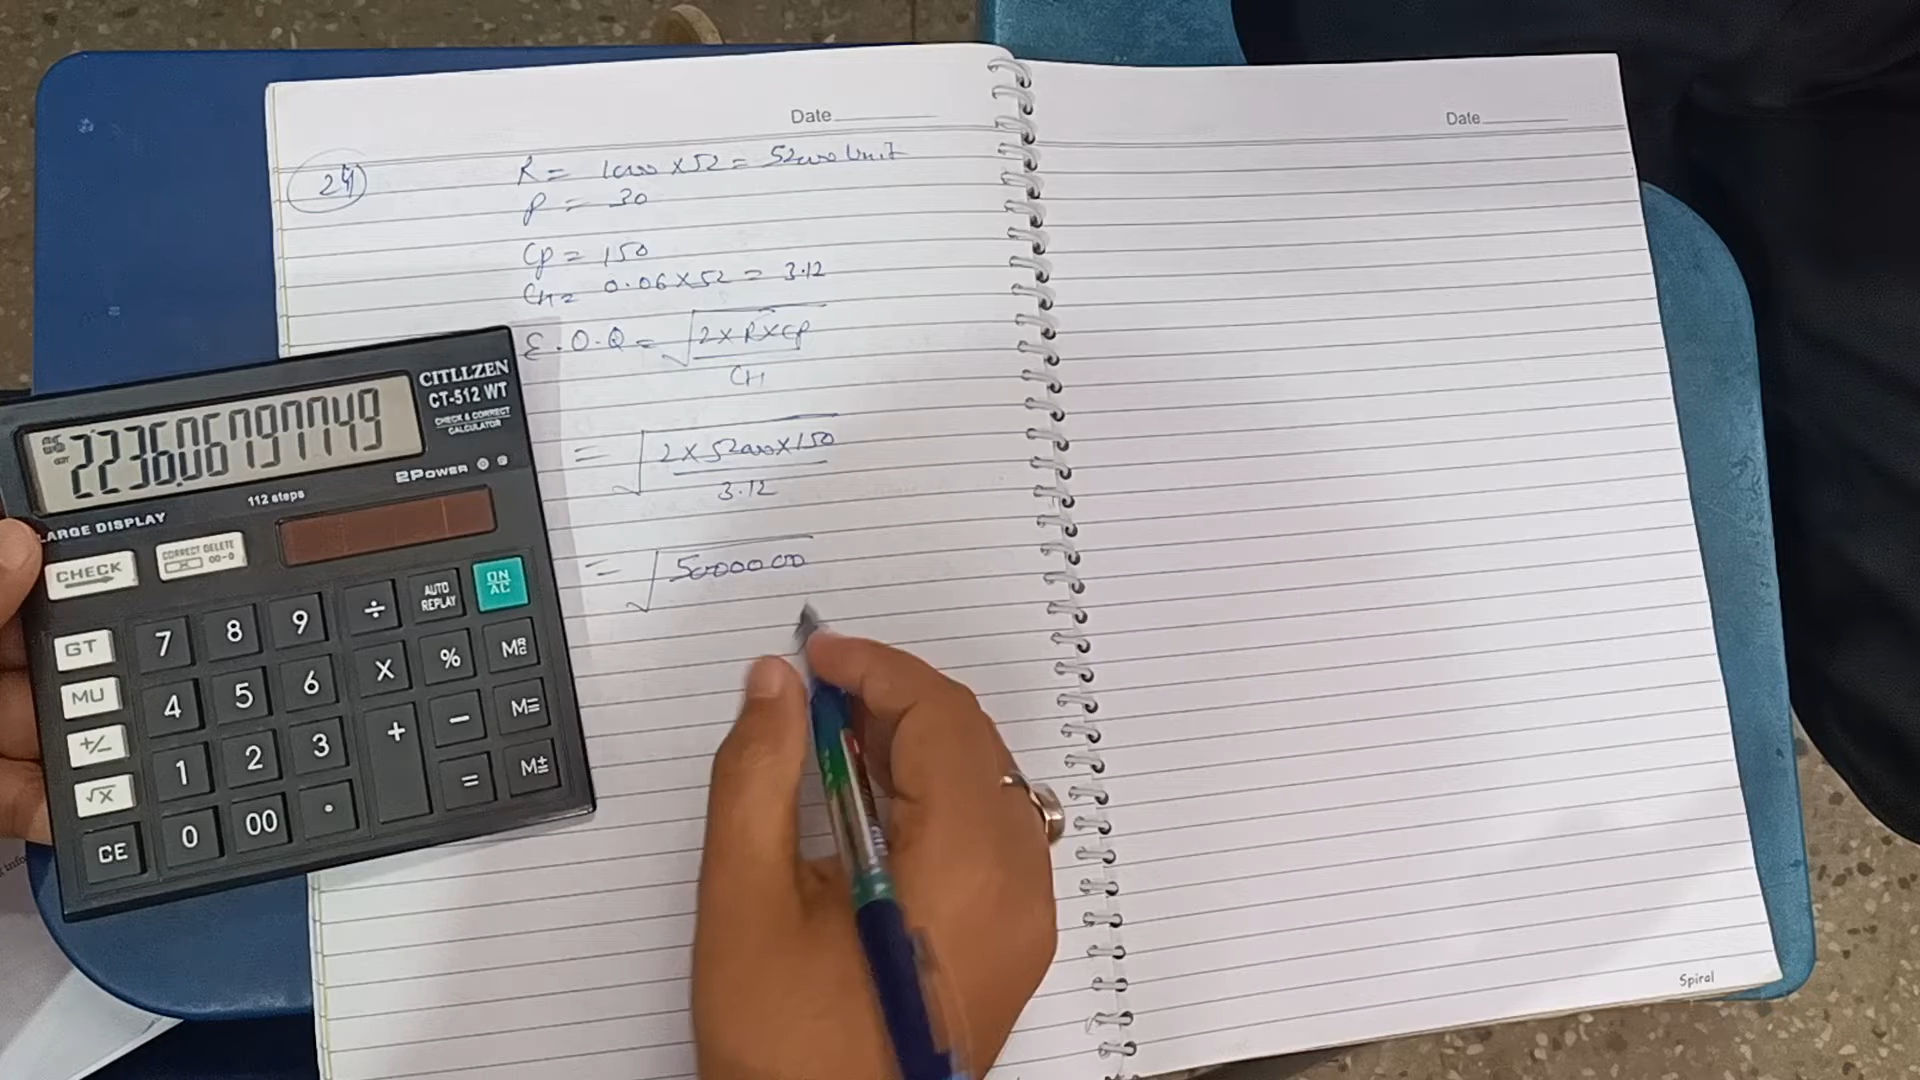 Date
Date
24
R = 1000 × 52 = 52000 Unit
P = 30
Cp = 150
CH = 0.06 × 52 = 3.12
E.O.Q = √2 × R × Cp
CH
= √2 × 52000 × 150
3.12
= √5000000
CITLLZEN
CT-512 WT
CHECK & CORRECT
CALCULATOR
2236.06797749
2POWER
112 steps
LARGE DISPLAY
CHECK
CORRECT DELETE
00→0
AUTO REPLAY
ON
AC
GT 7 8 9 ÷
MU 4 5 6 × % MR
+/- 1 2 3 + − M=
√X 0 00 . = M±
CE
Spiral